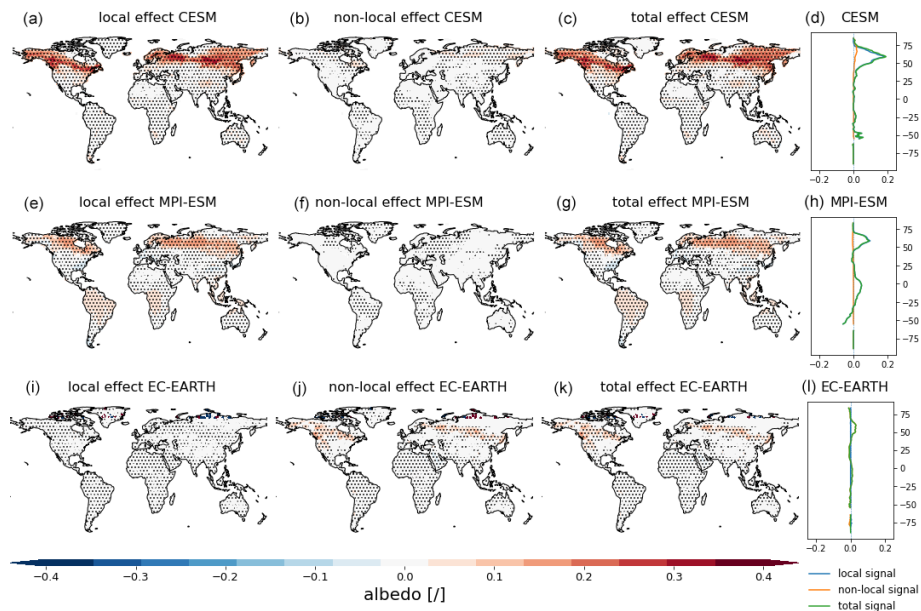 (a) local effect CESM
(b) non-local effect CESM
(c) total effect CESM
(d) CESM
75
50
25
0
−25
−50
−75
−0.2 0.0 0.2
(e) local effect MPI-ESM
(f) non-local effect MPI-ESM
(g) total effect MPI-ESM
(h) MPI-ESM
75
50
25
0
−25
−50
−75
−0.2 0.0 0.2
(i) local effect EC-EARTH
(j) non-local effect EC-EARTH
(k) total effect EC-EARTH
(l) EC-EARTH
75
50
25
0
−25
−50
−75
−0.2 0.0 0.2
−0.4 −0.3 −0.2 −0.1 0.0 0.1 0.2 0.3 0.4
albedo [/]
local signal
non-local signal
total signal